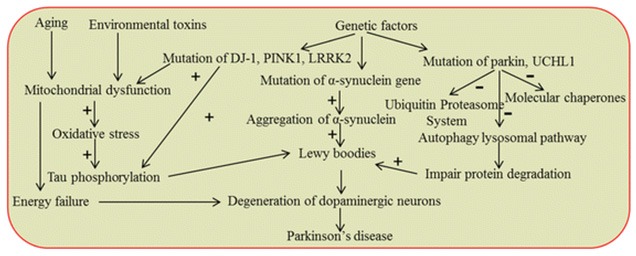 Aging
Environmental toxins
Genetic factors
Mutation of DJ-1, PINK1, LRRK2
Mutation of parkin, UCHL1
+
-
Mitochondrial dysfunction
Mutation of α-synuclein gene
-
Ubiquitin Proteasome
System
Molecular chaperones
+
+
+
-
Oxidative stress
Aggregation of α-synuclein
Autophagy lysosomal pathway
+
+
Lewy boodies
+
Tau phosphorylation
Impair protein degradation
Energy failure
Degeneration of dopaminergic neurons
Parkinson's disease